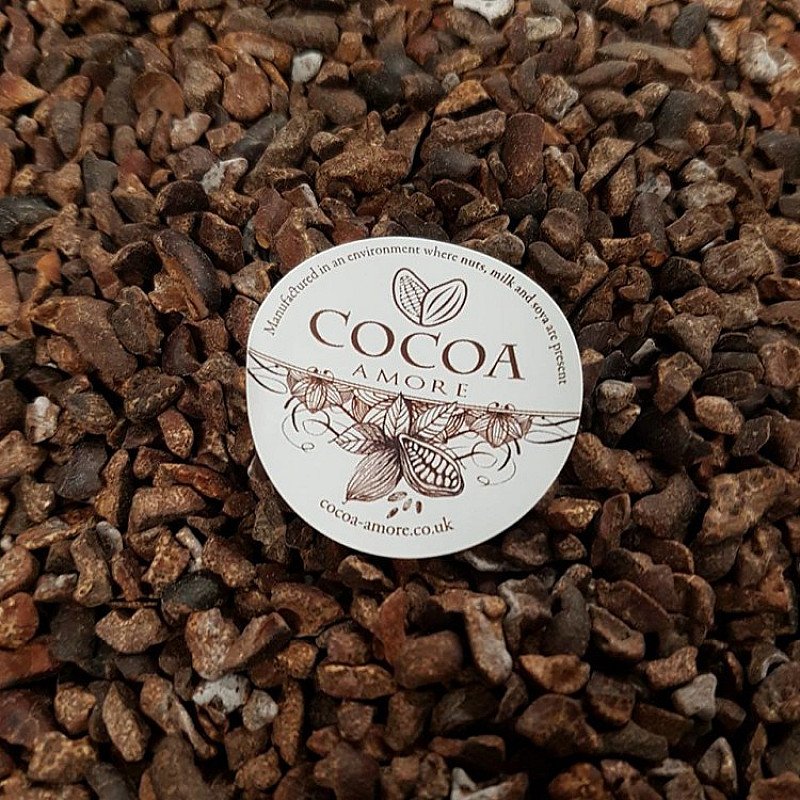 Manufactured in an environment where nuts, milk and soya are present
COCOA
AMORE
cocoa-amore.co.uk